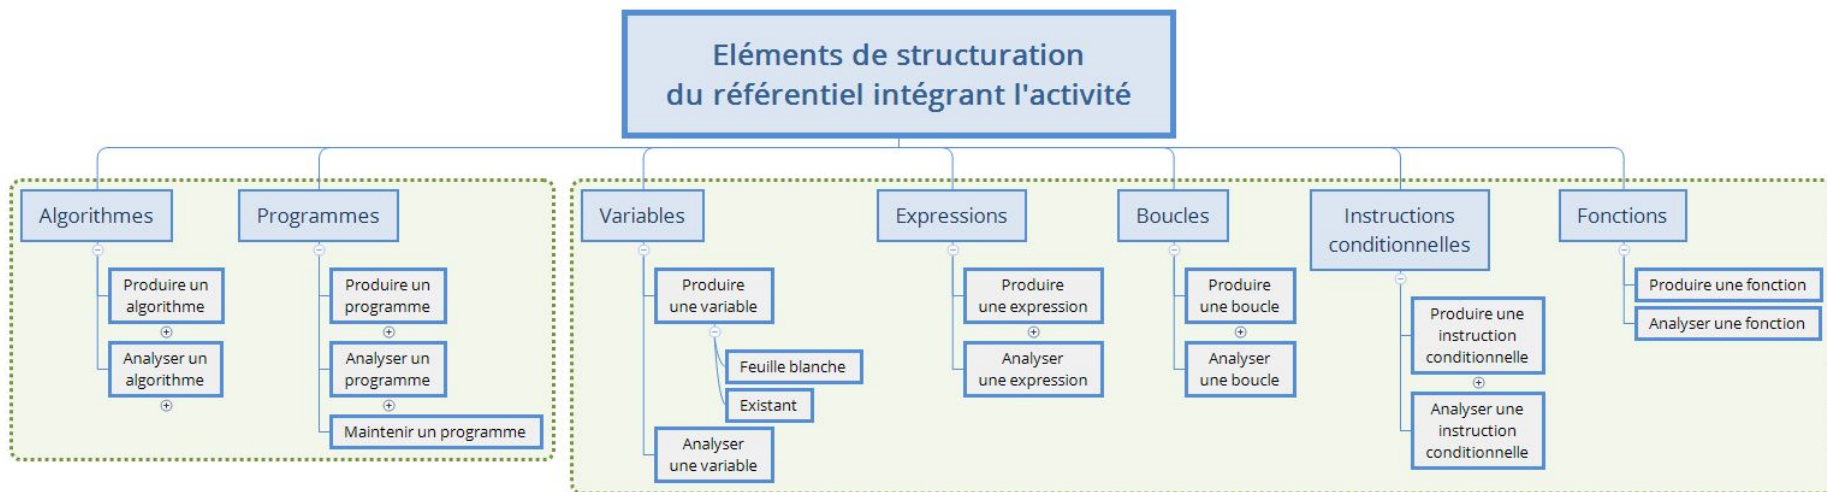 Eléments de structuration
du référentiel intégrant l'activité
Algorithmes
Produire un
algorithme
Analyser un
algorithme
Programmes
Produire un
programme
Analyser un
programme
Maintenir un programme
Variables
Produire
une variable
Feuille blanche
Existant
Analyser
une variable
Expressions
Produire
une expression
Analyser
une expression
Boucles
Produire
une boucle
Analyser
une boucle
Instructions
conditionnelles
Produire une
instruction
conditionnelle
Analyser une
instruction
conditionnelle
Fonctions
Produire une fonction
Analyser une fonction